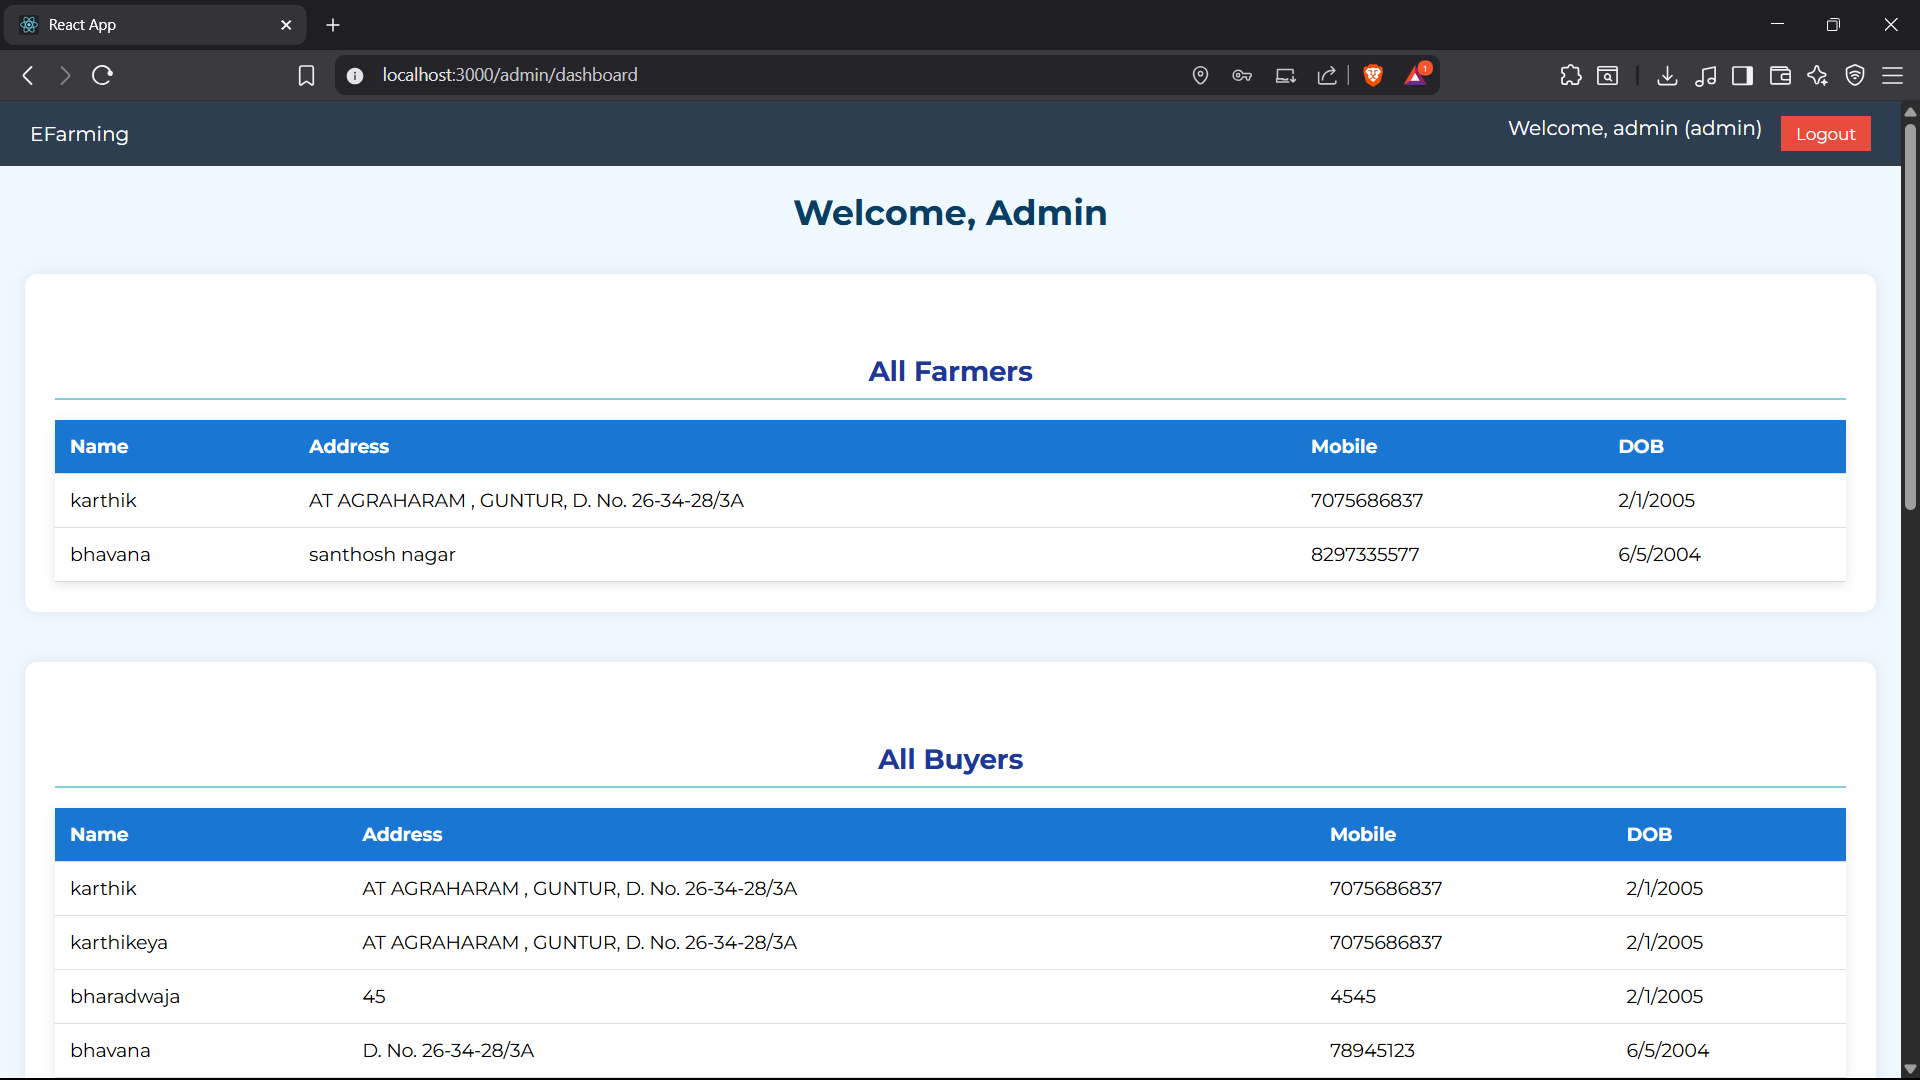 React App
localhost:3000/admin/dashboard
1
EFarming
Welcome, admin (admin)
Logout
Welcome, Admin
All Farmers
Name Address Mobile DOB
karthik AT AGRAHARAM , GUNTUR, D. No. 26-34-28/3A 7075686837 2/1/2005
bhavana santhosh nagar 8297335577 6/5/2004
All Buyers
Name Address Mobile DOB
karthik AT AGRAHARAM , GUNTUR, D. No. 26-34-28/3A 7075686837 2/1/2005
karthikeya AT AGRAHARAM , GUNTUR, D. No. 26-34-28/3A 7075686837 2/1/2005
bharadwaja 45 4545 2/1/2005
bhavana D. No. 26-34-28/3A 78945123 6/5/2004